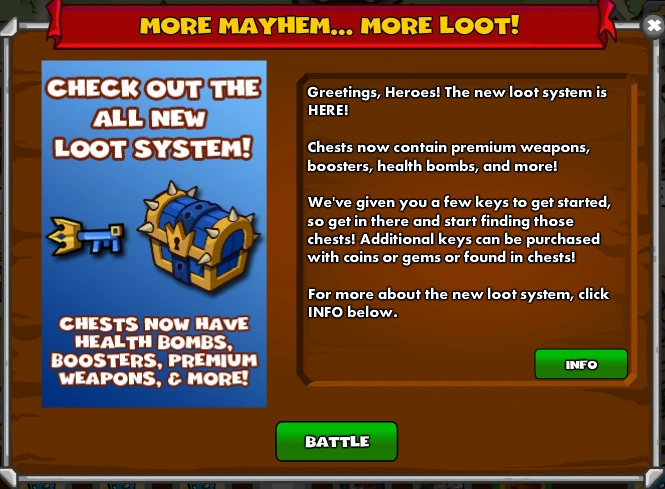 MORE MAYHEM... MORE LOOT!
CHECK OUT THE
ALL NEW
LOOT SYSTEM!
CHESTS NOW HAVE
HEALTH BOMBS,
BOOSTERS, PREMIUM
WEAPONS, & MORE!
Greetings, Heroes! The new loot system is
HERE!
Chests now contain premium weapons,
boosters, health bombs, and more!
We've given you a few keys to get started,
so get in there and start finding those
chests! Additional keys can be purchased
with coins or gems or found in chests!
For more about the new loot system, click
INFO below.
INFO
BATTLE